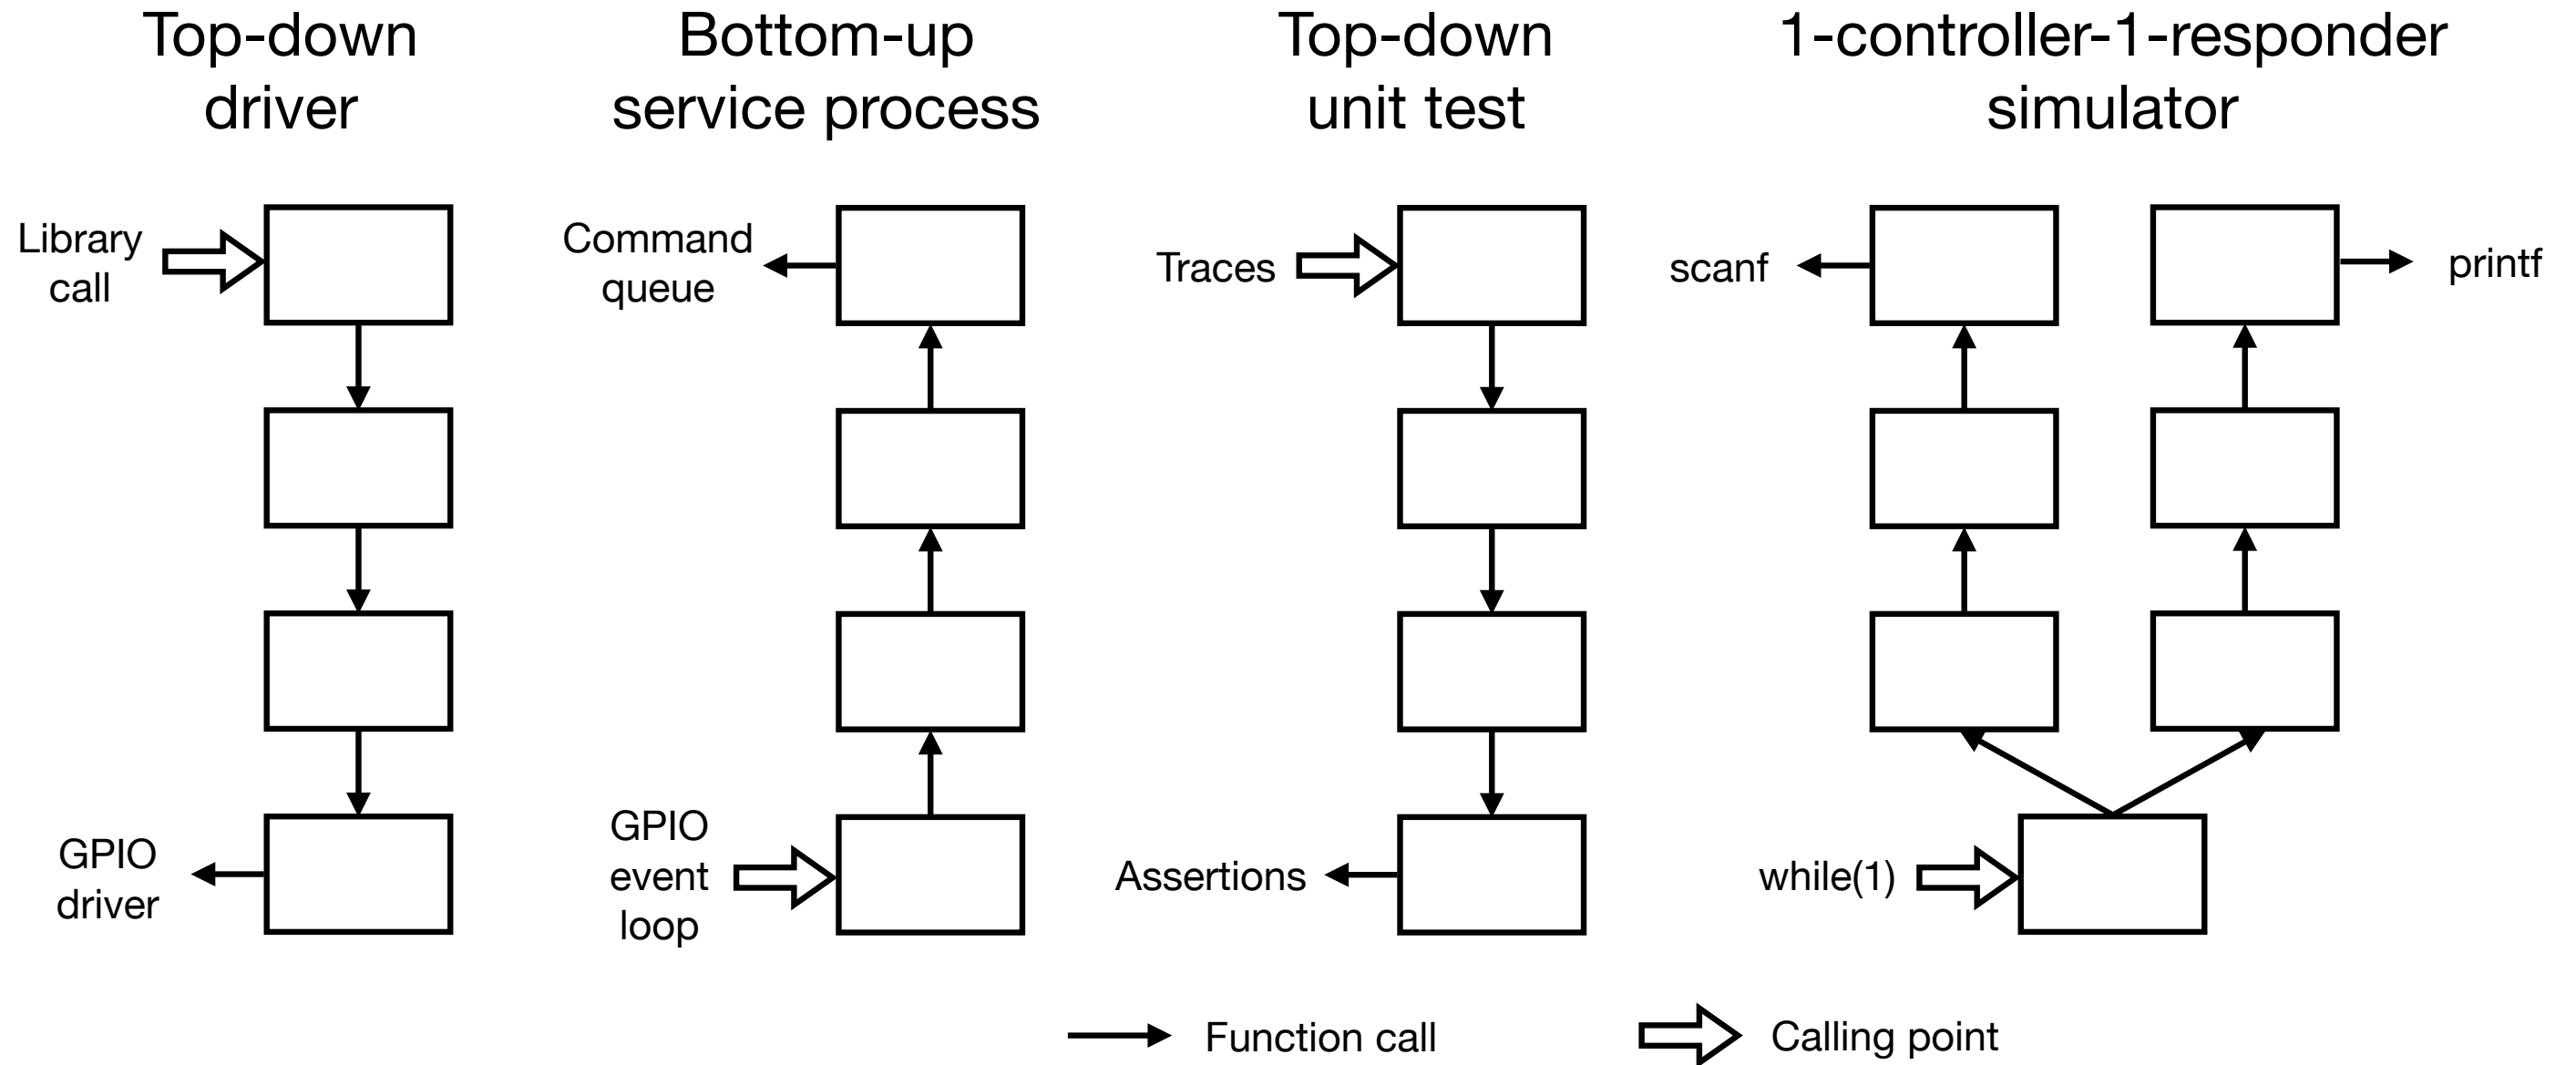 Top-down
driver
Bottom-up
service process
Top-down
unit test
1-controller-1-responder
simulator
Library
call
Command
queue
Traces
scanf
printf
GPIO
driver
GPIO
event
loop
Assertions
while(1)
Function call
Calling point